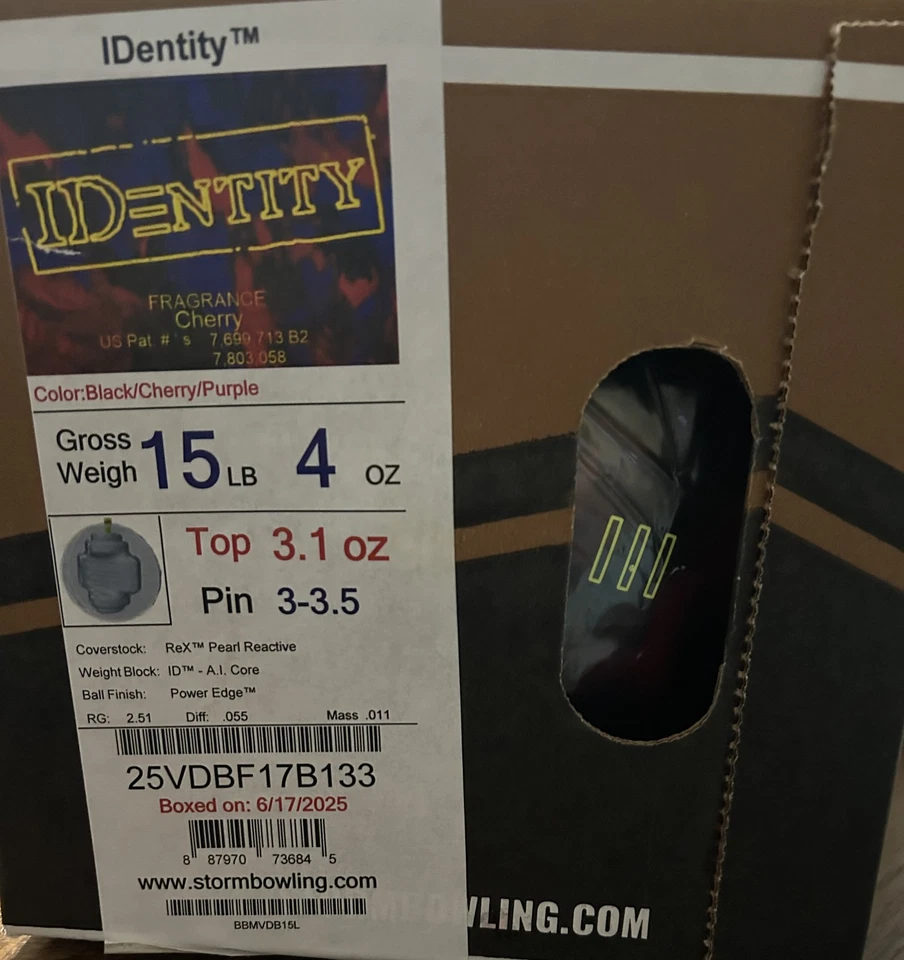 IDentity™
IDENTITY
FRAGRANCE
Cherry
US Pat. # ' s 7,699,713 B2
7,803,058
Color:Black/Cherry/Purple
Gross
Weigh 15 LB 4 OZ
Top 3.1 oz
Pin 3-3.5
Coverstock: ReX™ Pearl Reactive
Weight Block: ID™ - A.I. Core
Ball Finish: Power Edge™
RG: 2.51 Diff: .055 Mass .011
25VDBF17B133
Boxed on: 6/17/2025
8 87970 73684 5
www.stormbowling.com
BBMVDB15L
WLING.COM